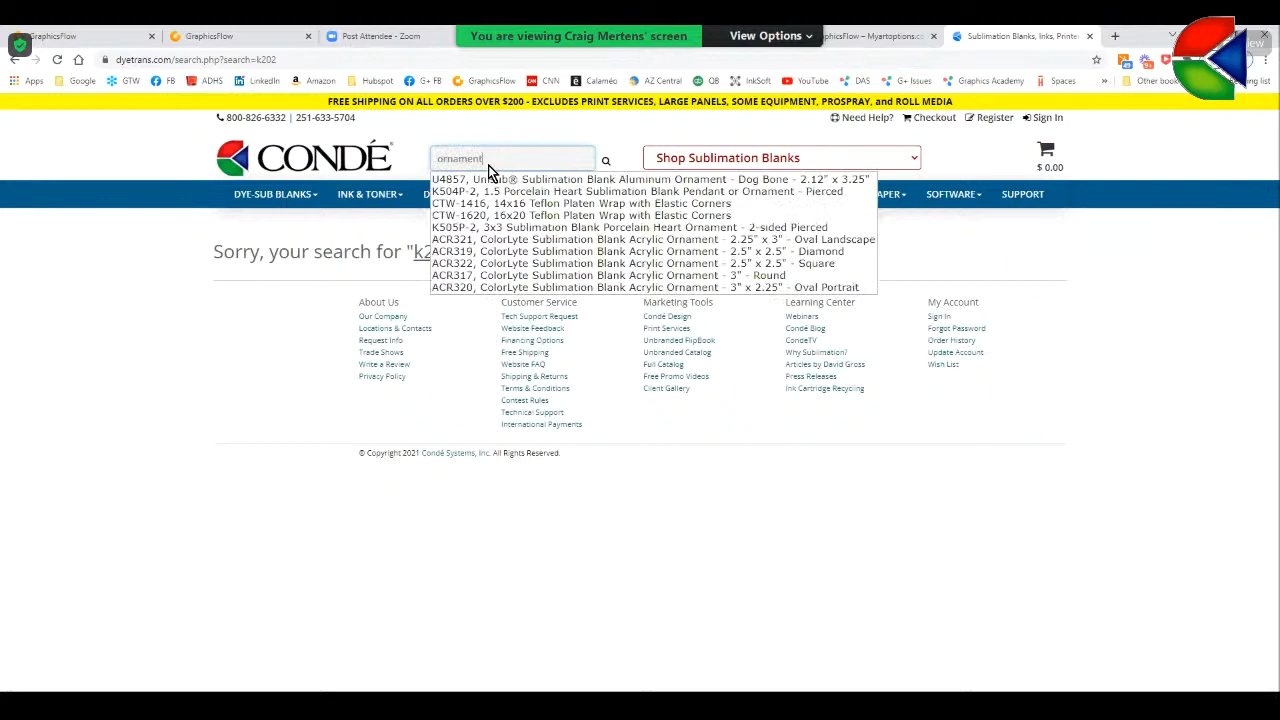 GraphicsFlow
GraphicsFlow
Post Attendee - Zoom
You are viewing Craig Mertens' screen
View Options
GraphicsFlow – Myartoptions.co
Sublimation Blanks, Inks, Printe
dyetrans.com/search.php?search=k202
Apps Google GTW FB ADHS LinkedIn Amazon Hubspot G+ FB GraphicsFlow CNN Calaméo AZ Central QB InkSoft YouTube DAS G+ Issues Graphic Academy Spaces Other boo
FREE SHIPPING ON ALL ORDERS OVER $200 - EXCLUDES PRINT SERVICES, LARGE PANELS, SOME EQUIPMENT, PROSPRAY, and ROLL MEDIA
800-826-6332 | 251-633-5704
Need Help? Checkout Register Sign In
CONDÉ
ornament
Shop Sublimation Blanks
$ 0.00
DYE-SUB BLANKS INK & TONER D APER SOFTWARE SUPPORT
U4857, Unisub® Sublimation Blank Aluminum Ornament - Dog Bone - 2.12" x 3.25"
K504P-2, 1.5 Porcelain Heart Sublimation Blank Pendant or Ornament - Pierced
CTW-1416, 14x16 Teflon Platen Wrap with Elastic Corners
CTW-1620, 16x20 Teflon Platen Wrap with Elastic Corners
K505P-2, 3x3 Sublimation Blank Porcelain Heart Ornament - 2-sided Pierced
ACR321, ColorLyte Sublimation Blank Acrylic Ornament - 2.25" x 3" - Oval Landscape
ACR319, ColorLyte Sublimation Blank Acrylic Ornament - 2.5" x 2.5" - Diamond
ACR322, ColorLyte Sublimation Blank Acrylic Ornament - 2.5" x 2.5" - Square
ACR317, ColorLyte Sublimation Blank Acrylic Ornament - 3" - Round
ACR320, ColorLyte Sublimation Blank Acrylic Ornament - 3" x 2.25" - Oval Portrait
Sorry, your search for "k2
About Us
Our Company
Locations & Contacts
Request Info
Trade Shows
Write a Review
Privacy Policy
Customer Service
Tech Support Request
Website Feedback
Financing Options
Free Shipping
Website FAQ
Shipping & Returns
Terms & Conditions
Contest Rules
Technical Support
International Payments
Marketing Tools
Condé Design
Print Services
Unbranded FlipBook
Unbranded Catalog
Full Catalog
Free Promo Videos
Client Gallery
Learning Center
Webinars
Condé Blog
CondeTV
Why Sublimation?
Articles by David Gross
Press Releases
Ink Cartridge Recycling
My Account
Sign In
Forgot Password
Order History
Update Account
Wish List
© Copyright 2021 Condé Systems, Inc. All Rights Reserved.